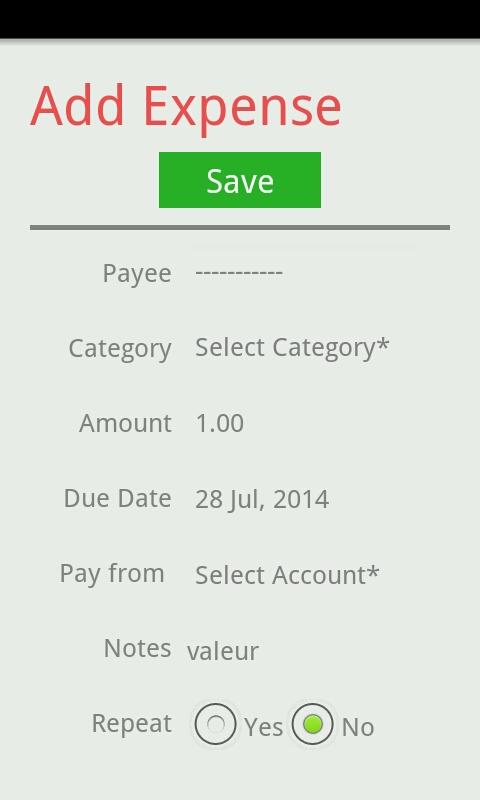 Add Expense
Save
Payee -----------
Category Select Category*
Amount 1.00
Due Date 28 Jul, 2014
Pay from Select Account*
Notes valeur
Repeat Yes No